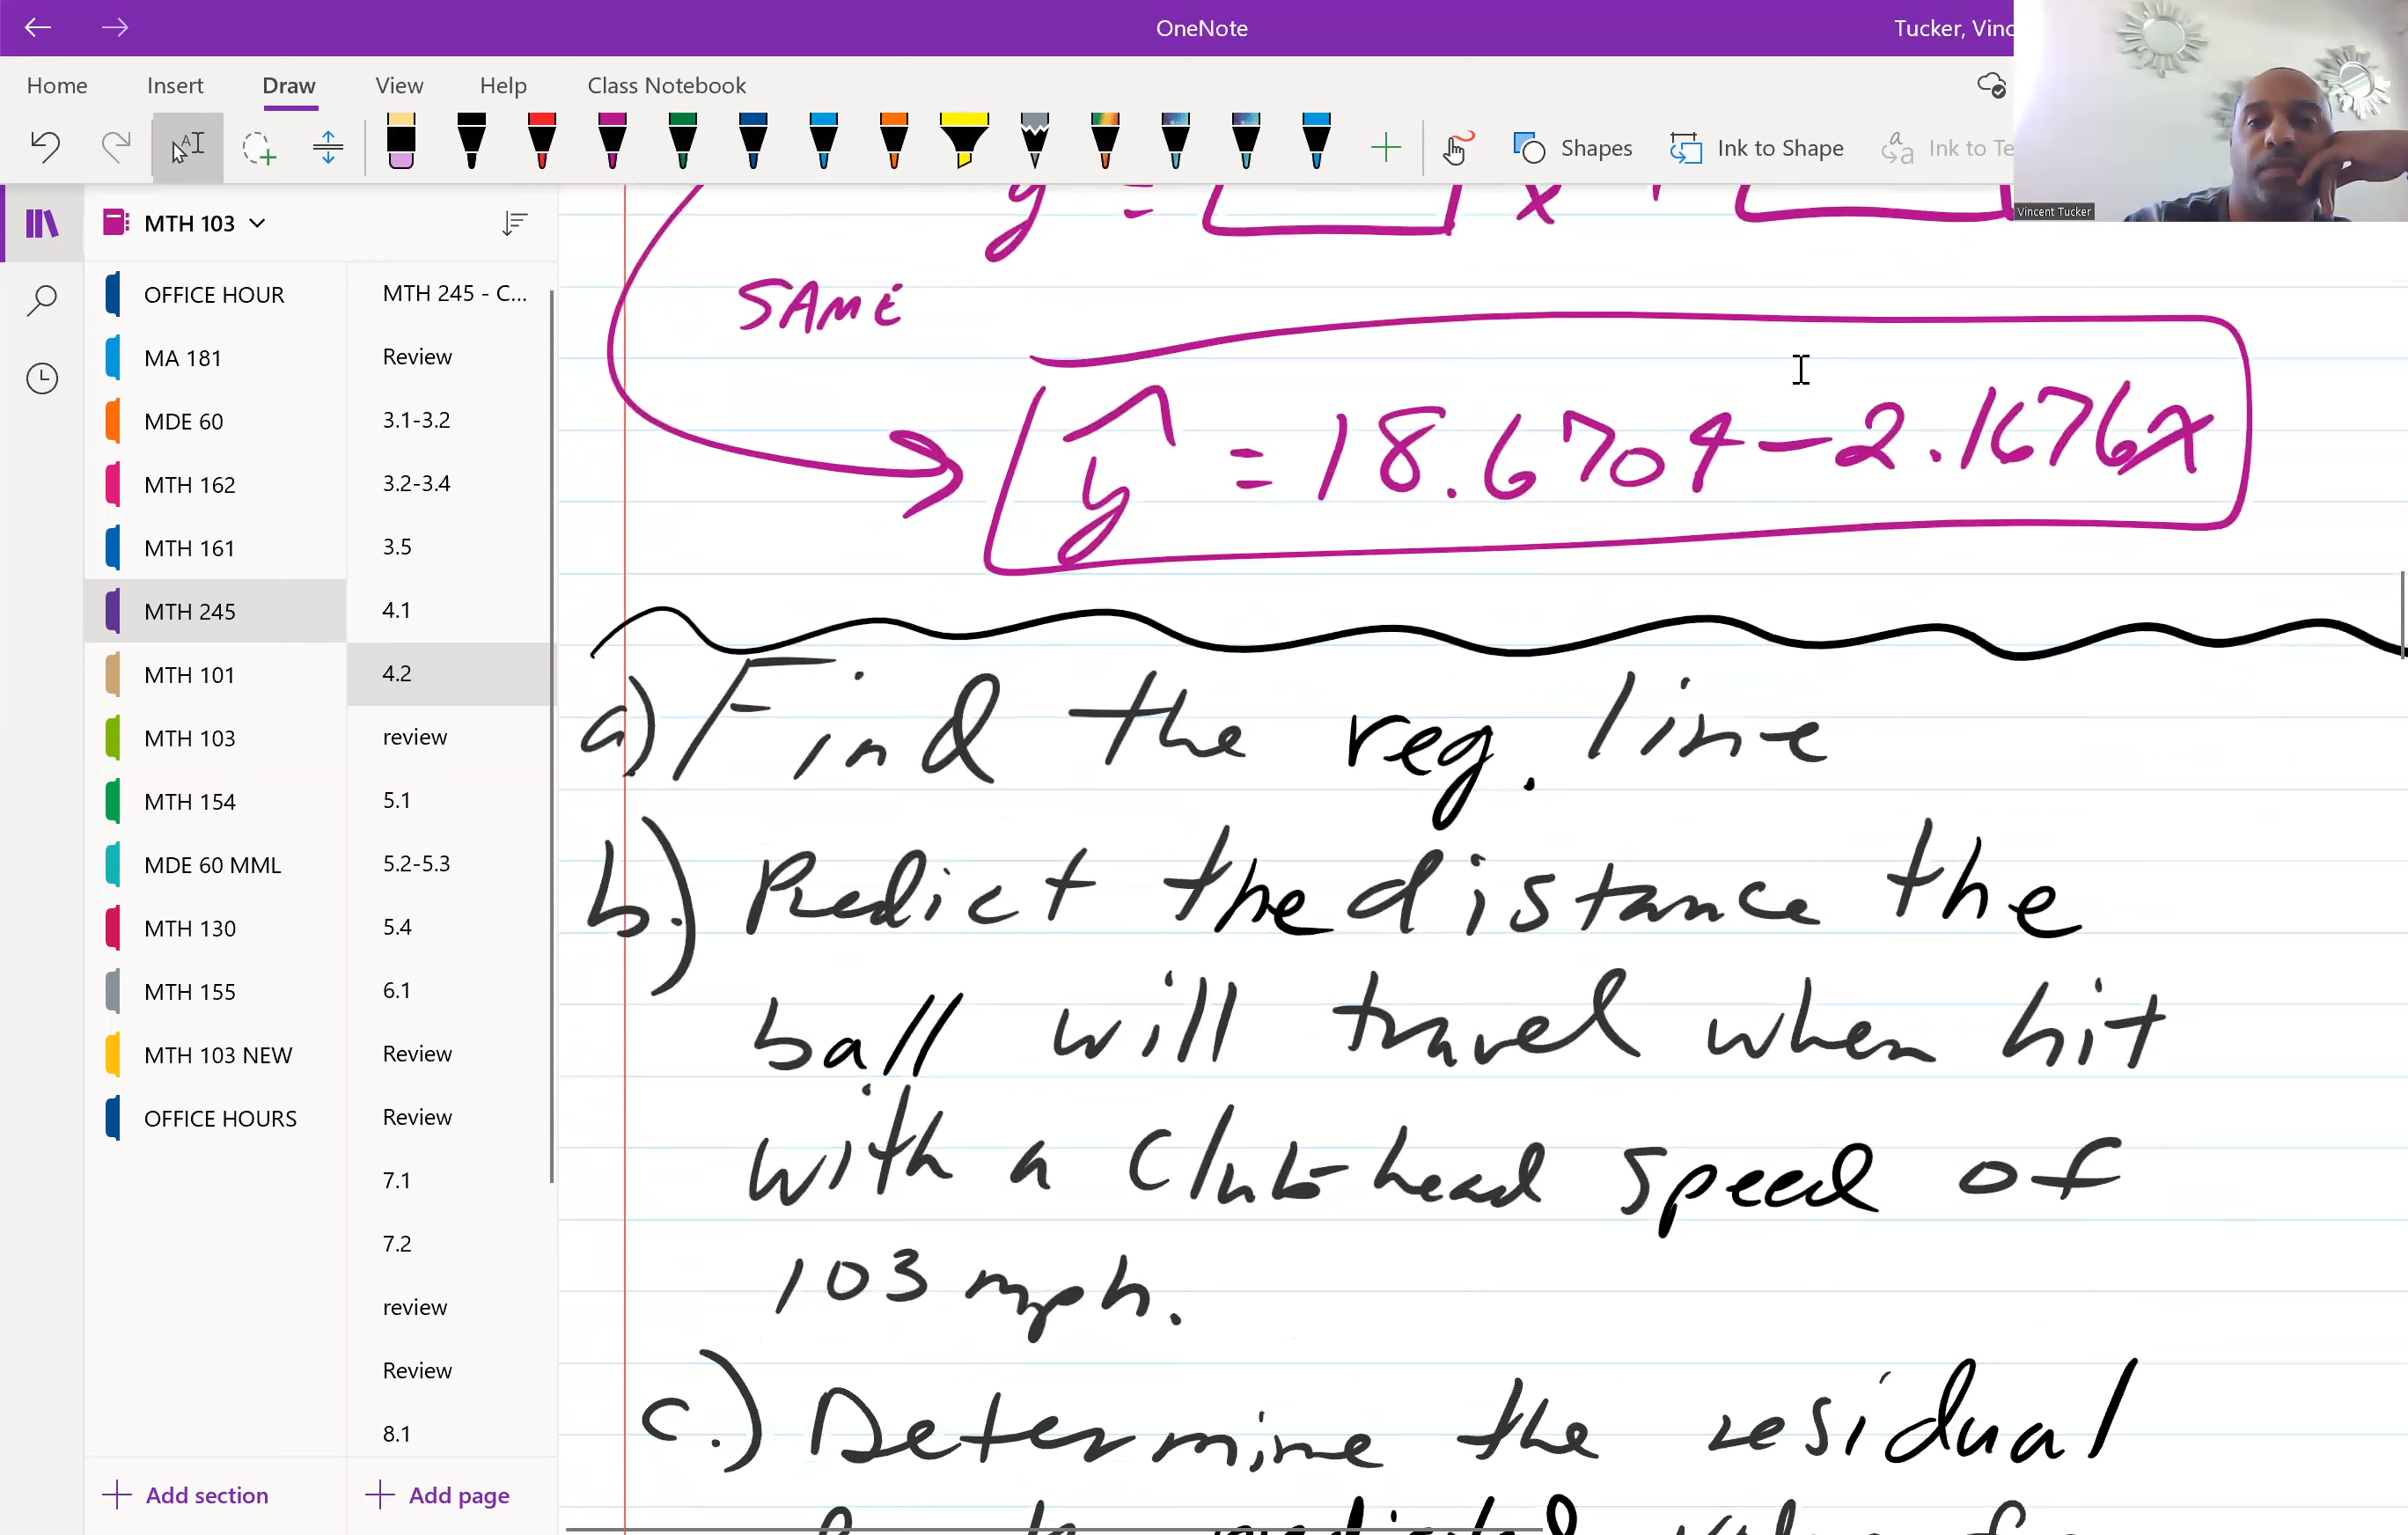 OneNote
Tucker, Vinc
Home Insert Draw View Help Class Notebook
Shapes Ink to Shape Ink to Te
Vincent Tucker
MTH 103
OFFICE HOUR
MA 181
MDE 60
MTH 162
MTH 161
MTH 245
MTH 101
MTH 103
MTH 154
MDE 60 MML
MTH 130
MTH 155
MTH 103 NEW
OFFICE HOURS
Add section
MTH 245 - C...
Review
3.1-3.2
3.2-3.4
3.5
4.1
4.2
review
5.1
5.2-5.3
5.4
6.1
Review
Review
7.1
7.2
review
Review
8.1
Add page
y = x
SAME
ŷ = 18.6704 - 2.1676x
a) Find the reg. line
b.) Predict the distance the
ball will travel when hit
with a Club-head speed of
103 mph.
c.) Determine the residual